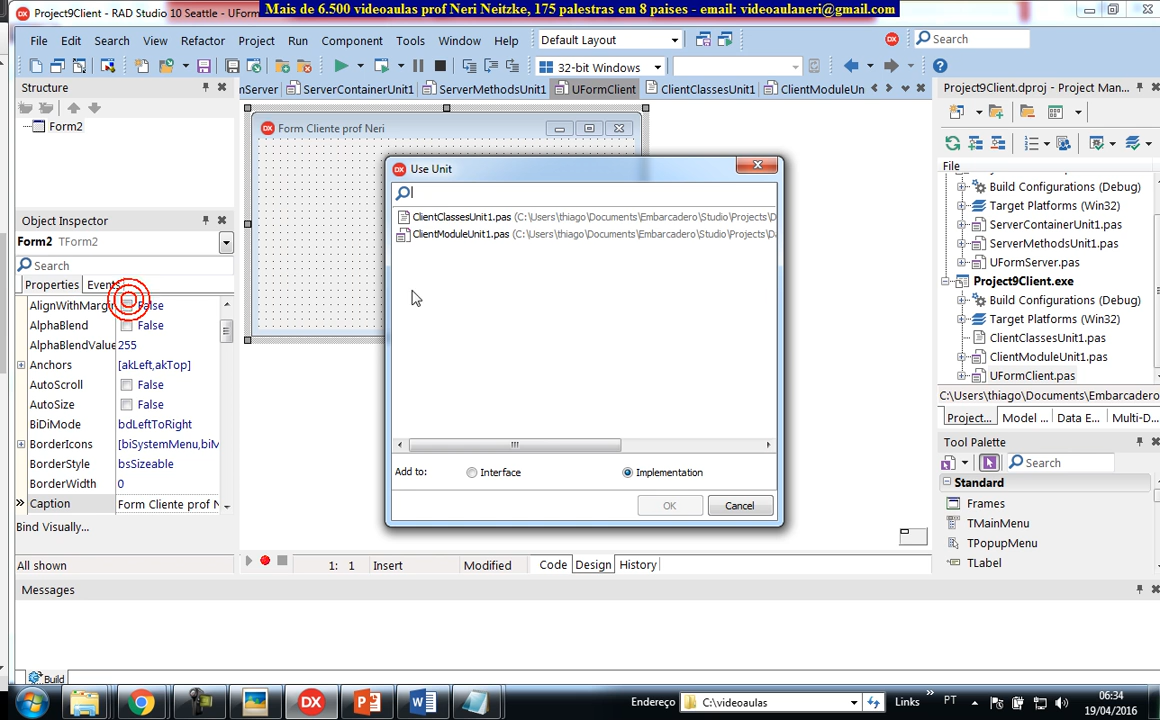 Project9Client - RAD Studio 10 Seattle - UForm
Mais de 6.500 videoaulas prof Neri Neitzke, 175 palestras em 8 paises - email: videoaulaneri@gmail.com
File Edit Search View Refactor Project Run Component Tools Window Help Default Layout Search
32-bit Windows
Structure
mServer ServerContainerUnit1 ServerMethodsUnit1 UFormClient ClientClassesUnit1 ClientModuleUn
Project9Client.dproj - Project Man...
Form2
Form Cliente prof Neri
File
Use Unit
Build Configurations (Debug)
Target Platforms (Win32)
ServerContainerUnit1.pas
ServerMethodsUnit1.pas
UFormServer.pas
Project9Client.exe
Build Configurations (Debug)
Target Platforms (Win32)
ClientClassesUnit1.pas
ClientModuleUnit1.pas
UFormClient.pas
C:\Users\thiago\Documents\Embarcadero
Project... Model ... Data E... Multi-D...
ClientClassesUnit1.pas (C:\Users\thiago\Documents\Embarcadero\Studio\Projects\D
ClientModuleUnit1.pas (C:\Users\thiago\Documents\Embarcadero\Studio\Projects\D
Add to: Interface Implementation
OK Cancel
Object Inspector
Form2 TForm2
Search
Properties Events
AlignWithMargin False
AlphaBlend False
AlphaBlendValue 255
Anchors [akLeft,akTop]
AutoScroll False
AutoSize False
BiDiMode bdLeftToRight
BorderIcons [biSystemMenu,biM
BorderStyle bsSizeable
BorderWidth 0
Caption Form Cliente prof N
Bind Visually...
All shown
Tool Palette
Search
Standard
Frames
TMainMenu
TPopupMenu
TLabel
1: 1 Insert Modified Code Design History
Messages
Build
Endereço C:\videoaulas Links PT
06:34
19/04/2016